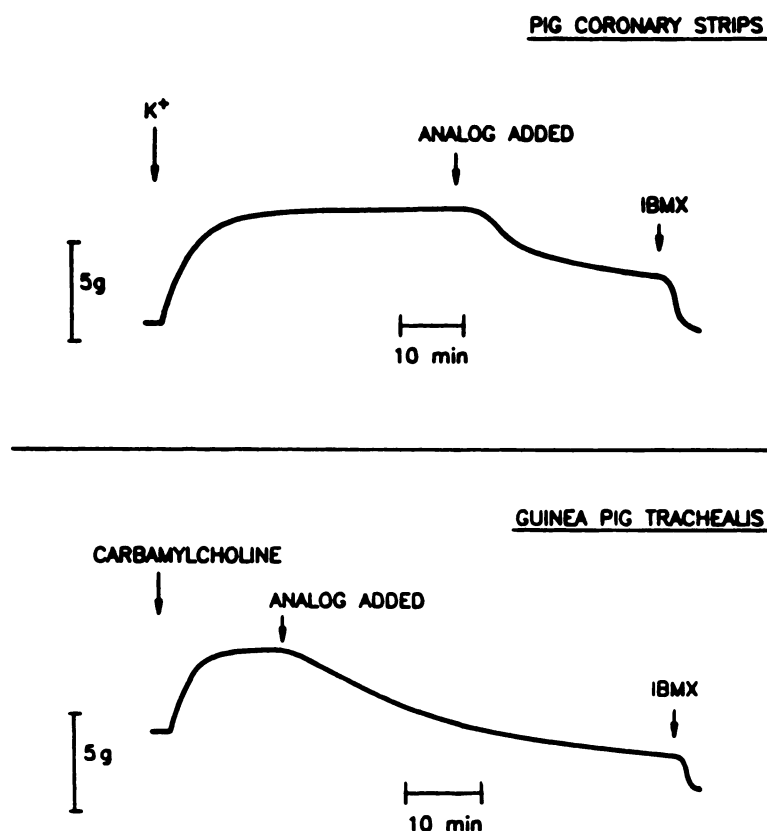 PIG CORONARY STRIPS
K+
ANALOG ADDED
IBMX
5g
10 min
GUINEA PIG TRACHEALIS
CARBAMYLCHOLINE
ANALOG ADDED
IBMX
5g
10 min